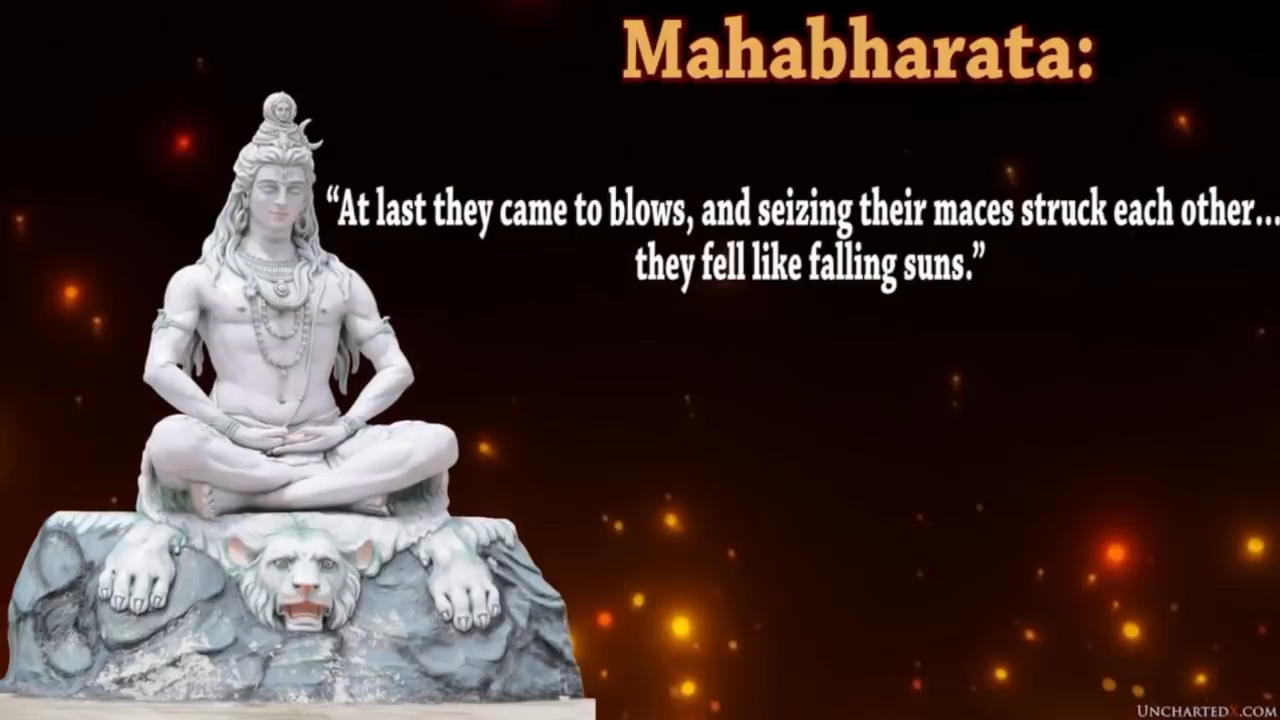 Mahabharata:
“At last they came to blows, and seizing their maces struck each other...
they fell like falling suns.”
UNCHARTEDX.COM